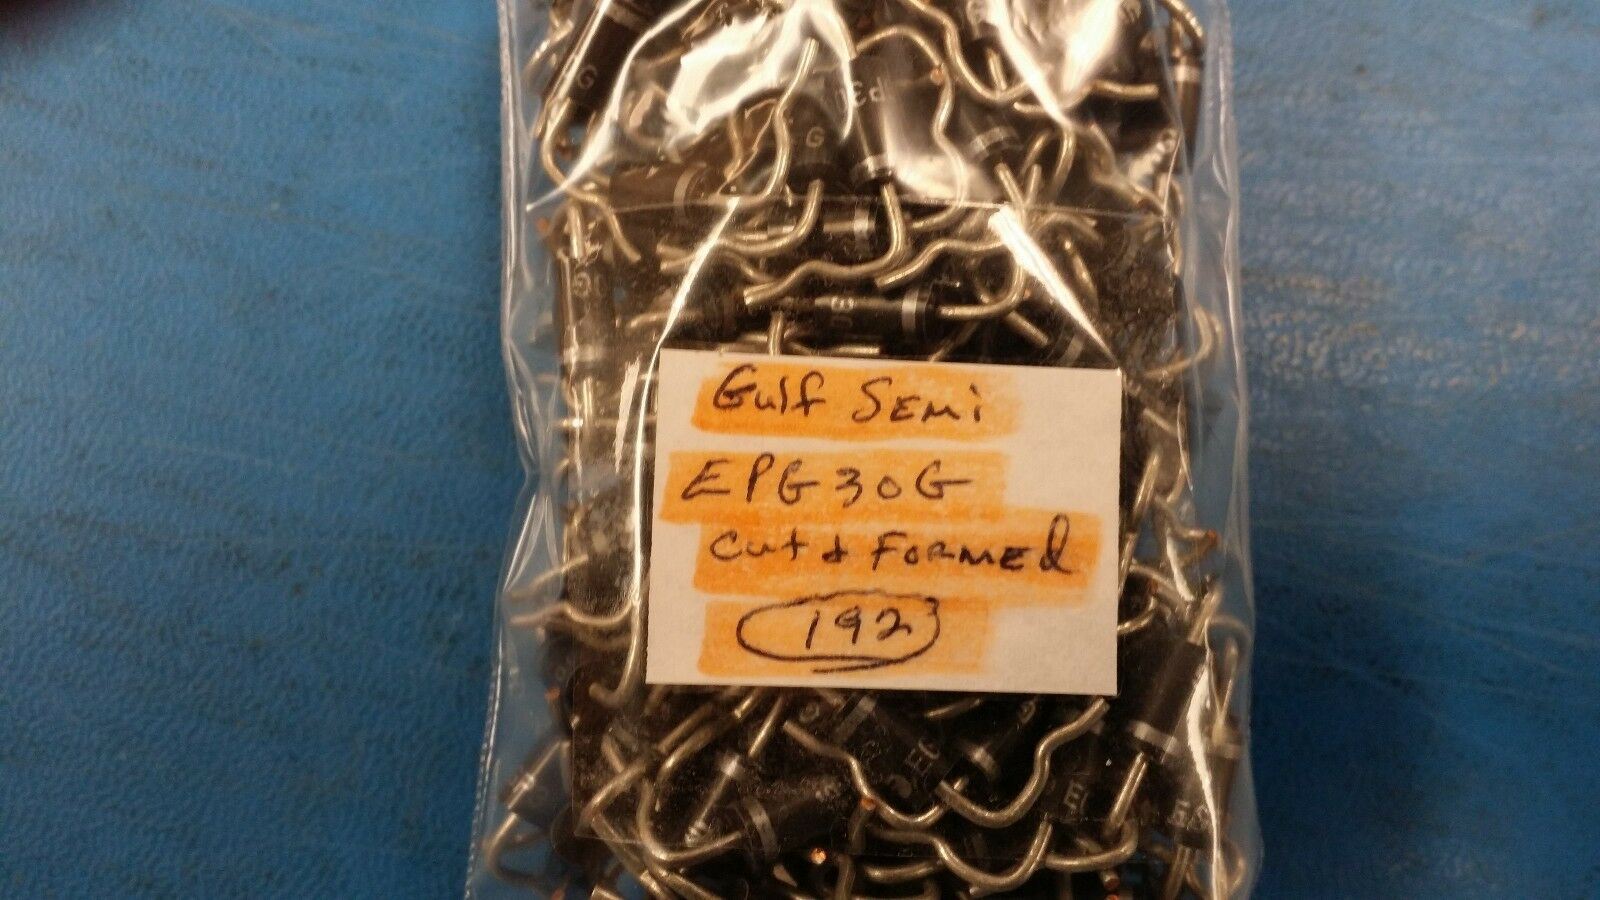 Gulf Semi
EPG30G
Cut & Formed
192